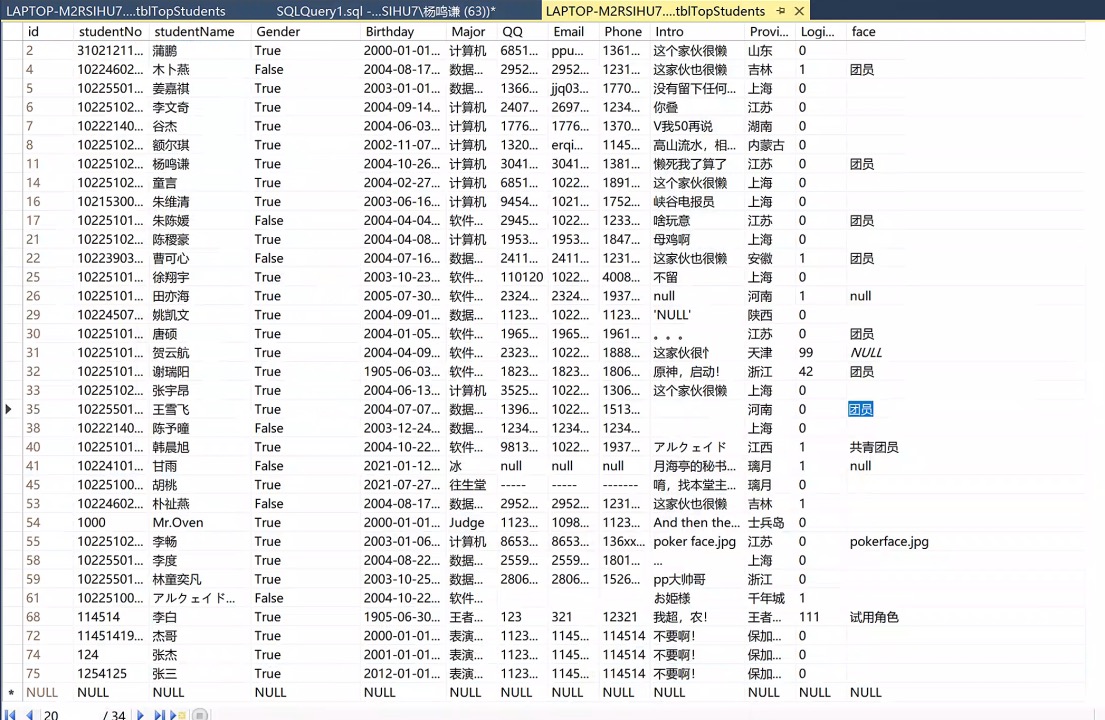 LAPTOP-M2RSIHU7....tblTopStudents SQLQuery1.sql -...SIHU7\杨鸣谦 (63))* LAPTOP-M2RSIHU7....tblTopStudents
id studentNo studentName Gender Birthday Major QQ Email Phone Intro Provi... Logi... face
2 31021211... 蒲鹏 True 2000-01-01... 计算机 6851... ppu... 1361... 这个家伙很懒 山东 0
4 10224602... 木卜燕 False 2004-08-17... 数据... 2952... 2952... 1231... 这家伙也很懒 吉林 1 团员
5 10225501... 姜嘉祺 True 2003-01-01... 数据... 1366... jjq03... 1770... 没有留下任何... 上海 0
6 10225102... 李文奇 True 2004-09-14... 计算机 2407... 2697... 1234... 你叠 江苏 0
7 10222140... 谷杰 True 2004-06-03... 计算机 1776... 1776... 1370... V我50再说 湖南 0
8 10225102... 额尔琪 True 2002-11-07... 计算机 1320... erqi... 1145... 高山流水，相... 内蒙古 0
11 10225102... 杨鸣谦 True 2004-10-26... 计算机 3041... 3041... 1381... 懒死我了算了 江苏 0 团员
14 10225102... 童言 True 2004-02-27... 计算机 6851... 1022... 1891... 这个家伙很懒 上海 0
16 10215300... 朱维清 True 2003-06-16... 计算机 9454... 1021... 1752... 峡谷电报员 上海 0
17 10225101... 朱陈媛 False 2004-04-04... 软件... 2945... 1022... 1233... 啥玩意 江苏 0 团员
21 10225102... 陈稷豪 True 2004-04-08... 计算机 1953... 1953... 1847... 母鸡啊 上海 0
22 10223903... 曹可心 False 2004-07-16... 数据... 2411... 2411... 1231... 这家伙也很懒 安徽 1 团员
25 10225101... 徐翔宇 True 2003-10-23... 软件... 110120 1022... 4008... 不留 上海 0
26 10225101... 田亦海 True 2005-07-30... 软件... 2324... 2324... 1937... null 河南 1 null
29 10224507... 姚凯文 True 2004-09-01... 数据... 1123... 1022... 1123... 'NULL' 陕西 0
30 10225101... 唐硕 True 2004-01-05... 软件... 1965... 1965... 1961... 。。。 江苏 0 团员
31 10225101... 贺云航 True 2004-04-09... 软件... 2323... 1022... 1888... 这家伙很忄 天津 99 NULL
32 10225101... 谢瑞阳 True 1905-06-03... 软件... 1823... 1823... 1806... 原神，启动！ 浙江 42 团员
33 10225102... 张宇昂 True 2004-06-13... 计算机 3525... 1022... 1306... 这个家伙很懒 上海 0
35 10225501... 王雪飞 True 2004-07-07... 数据... 1396... 1022... 1513... 河南 0 团员
38 10222140... 陈予曈 False 2003-12-24... 数据... 1234... 1234... 1234... 上海 0
40 10225101... 韩晨旭 True 2004-10-22... 软件... 9813... 1022... 1937... アルクェイド 江西 1 共青团员
41 10224101... 甘雨 False 2021-01-12... 冰 null null null 月海亭的秘书... 璃月 1 null
45 10225100... 胡桃 True 2021-07-27... 往生堂 ----- ----- ------- 唷，找本堂主... 璃月 0
53 10224602... 朴祉燕 False 2004-08-17... 数据... 2952... 2952... 1231... 这家伙也很懒 吉林 1
54 1000 Mr.Oven True 2000-01-01... Judge 1123... 1098... 1123... And then the... 士兵岛 0
55 10225102... 李畅 True 2003-01-06... 计算机 8653... 8653... 136xx... poker face.jpg 江苏 0 pokerface.jpg
58 10225501... 李度 True 2004-08-22... 数据... 2559... 2559... 1801... ... 上海 0
59 10225501... 林童奕凡 True 2003-10-25... 数据... 2806... 2806... 1526... pp大帅哥 浙江 0
61 10225100... アルクェイド... False 2004-10-22... 软件... お姫様 千年城 1
68 114514 李白 True 1905-06-30... 王者... 123 321 12321 我超，农！ 王者... 111 试用角色
72 11451419... 杰哥 True 2000-01-01... 表演... 1123... 1145... 114514 不要啊！ 保加... 0
74 124 张杰 True 2001-01-01... 表演... 1123... 1145... 114514 不要啊！ 保加... 0
75 1254125 张三 True 2012-01-01... 表演... 1123... 1145... 114514 不要啊！ 保加... 0
* NULL NULL NULL NULL NULL NULL NULL NULL NULL NULL NULL NULL NULL
20 / 34